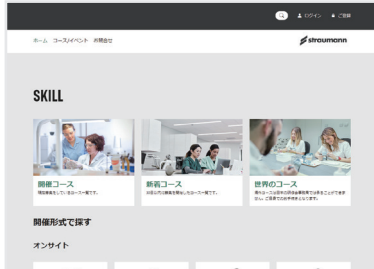 ログイン ご登録
ホーム コース/イベント お問合せ
straumann
SKILL
開催コース
新着コース
世界のコース
開催形式で探す
オンサイト